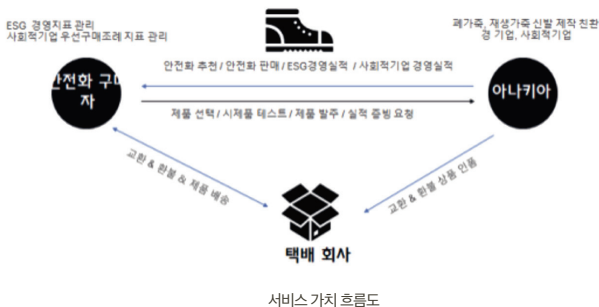 ESG 경영지표 관리
사회적기업 우선구매조례 지표 관리
폐가죽, 재생가죽 신발 제작 친환
경 기업, 사회적기업
안전화 추천 / 안전화 판매 / ESG경영실적 / 사회적기업 경영실적
안전화 구매
자
아나키아
제품 선택 / 시제품 테스트 / 제품 발주 / 실적 증빙 요청
교환 & 환불 & 제품 배송
교환 & 환불 상품 인품
택배 회사
서비스 가치 흐름도